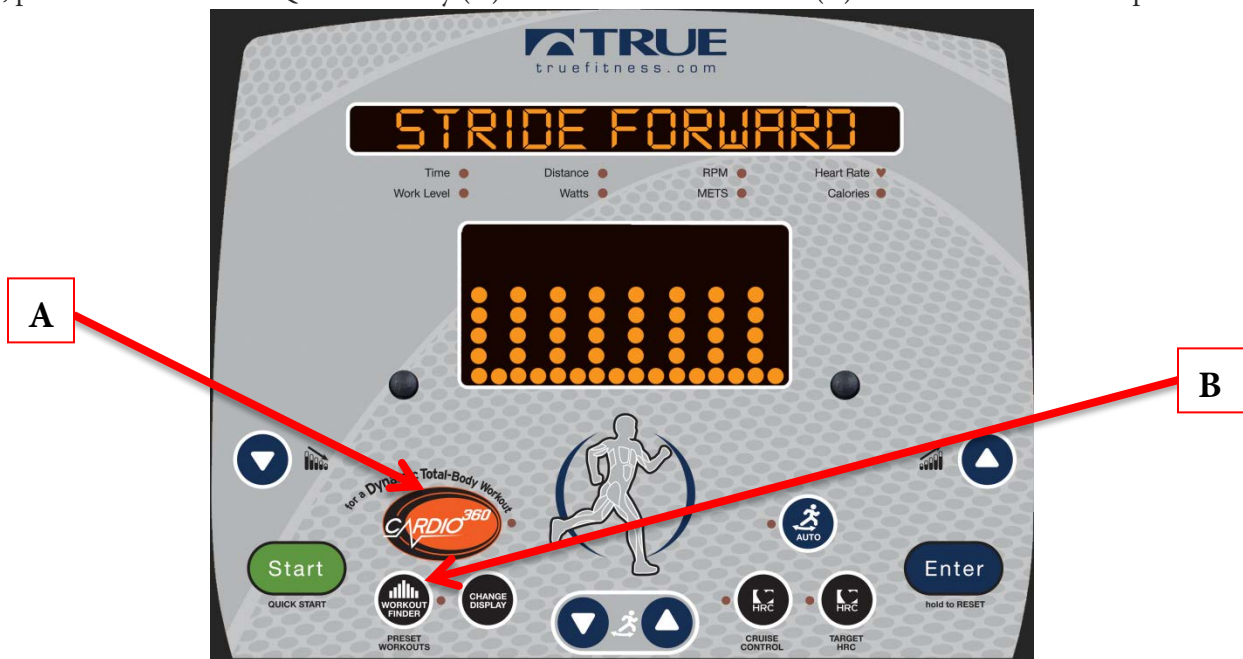 TRUE
truefitness.com
STRIDE FORWARD
Time Distance RPM Heart Rate
Work Level Watts METS Calories
A
B
for a Dynamic Total-Body Workout
CARDIO 360
AUTO
Start Enter
QUICK START hold to RESET
WORKOUT FINDER
CHANGE DISPLAY
HRC HRC
PRESET WORKOUTS
CRUISE CONTROL
TARGET HRC